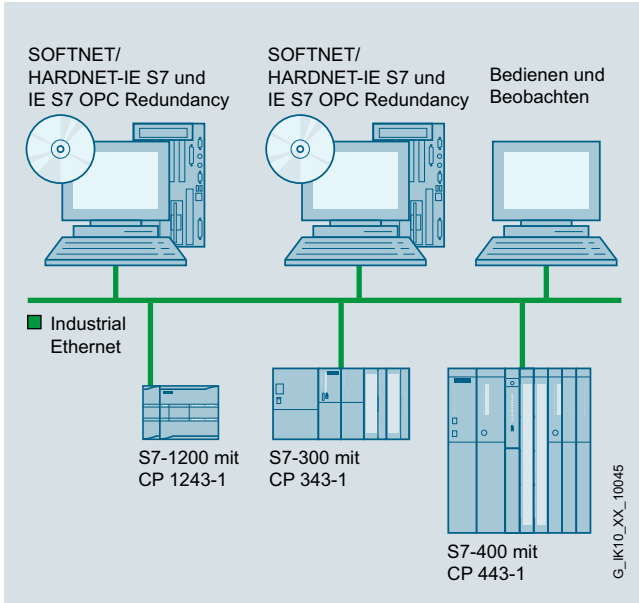 SOFTNET/
HARDNET-IE S7 und
IE S7 OPC Redundancy
SOFTNET/
HARDNET-IE S7 und
IE S7 OPC Redundancy
Bedienen und
Beobachten
Industrial
Ethernet
S7-1200 mit
CP 1243-1
S7-300 mit
CP 343-1
S7-400 mit
CP 443-1
G_IK10_XX_10045